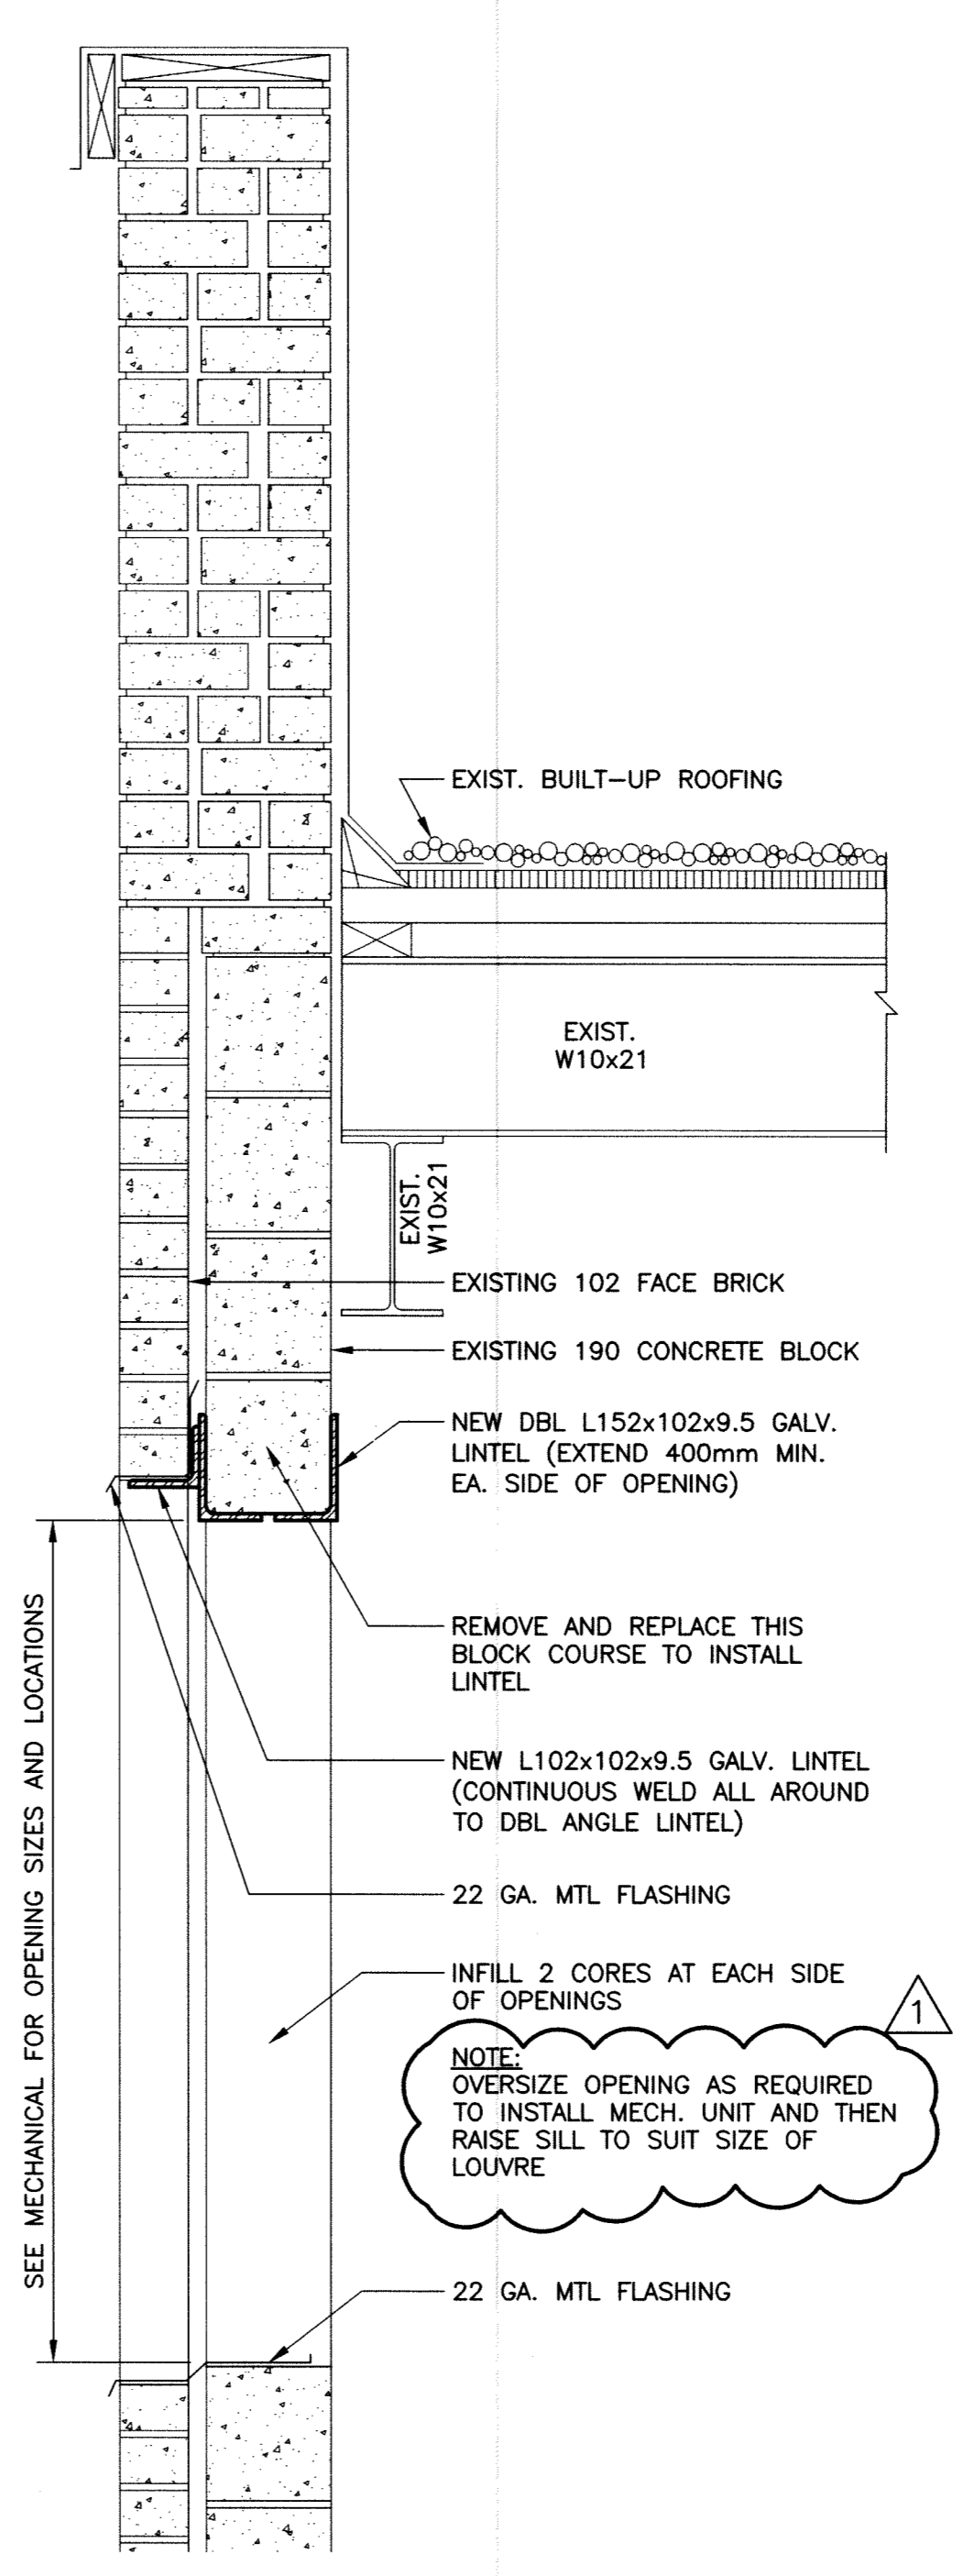 EXIST. BUILT-UP ROOFING
EXIST.
W10x21
EXIST.
W10x21
EXISTING 102 FACE BRICK
EXISTING 190 CONCRETE BLOCK
NEW DBL L152x102x9.5 GALV.
LINTEL (EXTEND 400mm MIN.
EA. SIDE OF OPENING)
REMOVE AND REPLACE THIS
BLOCK COURSE TO INSTALL
LINTEL
SEE MECHANICAL FOR OPENING SIZES AND LOCATIONS
NEW L102x102x9.5 GALV. LINTEL
(CONTINUOUS WELD ALL AROUND
TO DBL ANGLE LINTEL)
22 GA. MTL FLASHING
INFILL 2 CORES AT EACH SIDE
OF OPENINGS
1
NOTE:
OVERSIZE OPENING AS REQUIRED
TO INSTALL MECH. UNIT AND THEN
RAISE SILL TO SUIT SIZE OF
LOUVRE
22 GA. MTL FLASHING